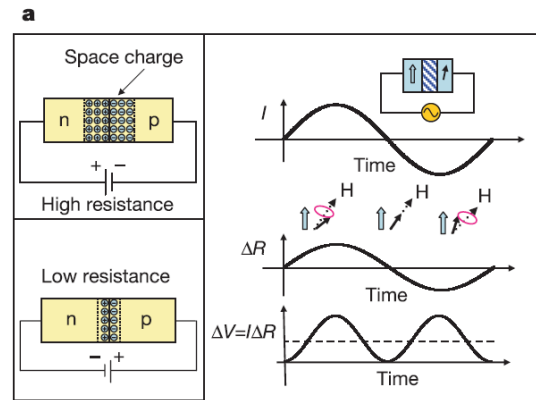 a
Space charge
n p
+ −
High resistance
Low resistance
n p
− +
I
Time
H H H
ΔR
Time
ΔV=IΔR
Time